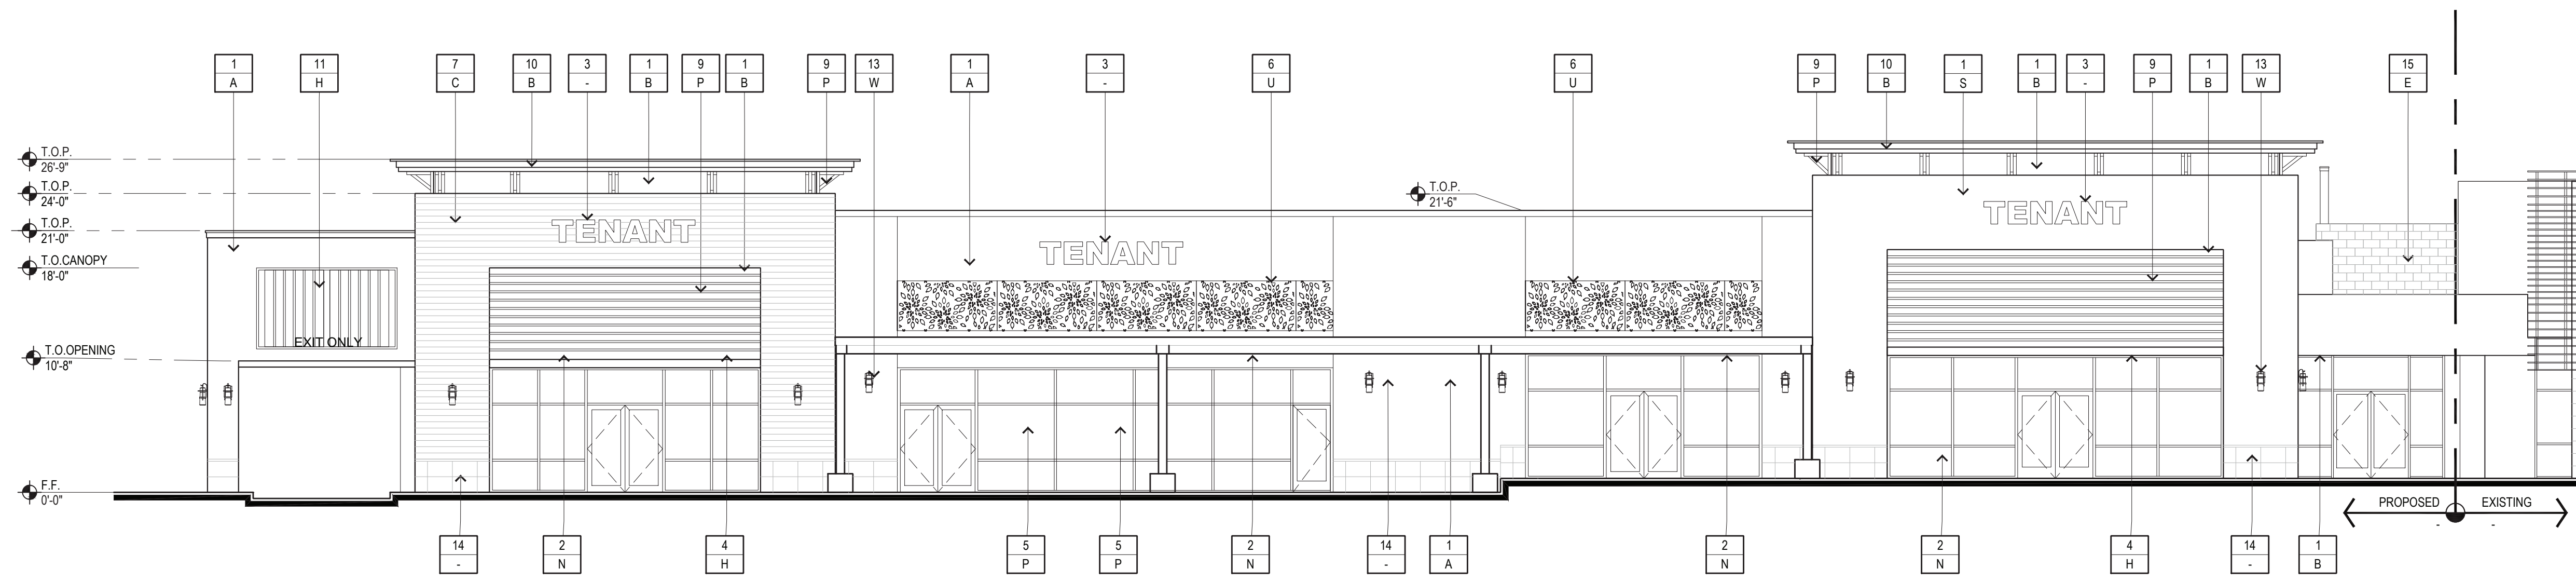 1
A
11
H
7
C
10
B
3
-
1
B
9
P
1
B
9
P
13
W
1
A
3
-
6
U
6
U
9
P
10
B
1
S
1
B
3
-
9
P
1
B
13
W
15
E
T.O.P.
26'-9"
T.O.P.
24'-0"
T.O.P.
21'-0"
T.O.CANOPY
18'-0"
T.O.OPENING
10'-8"
F.F.
0'-0"
EXIT ONLY
TENANT
TENANT
T.O.P.
21'-6"
TENANT
PROPOSED
-
EXISTING
-
14
-
2
N
4
H
5
P
5
P
2
N
14
-
1
A
2
N
2
N
4
H
14
-
1
B